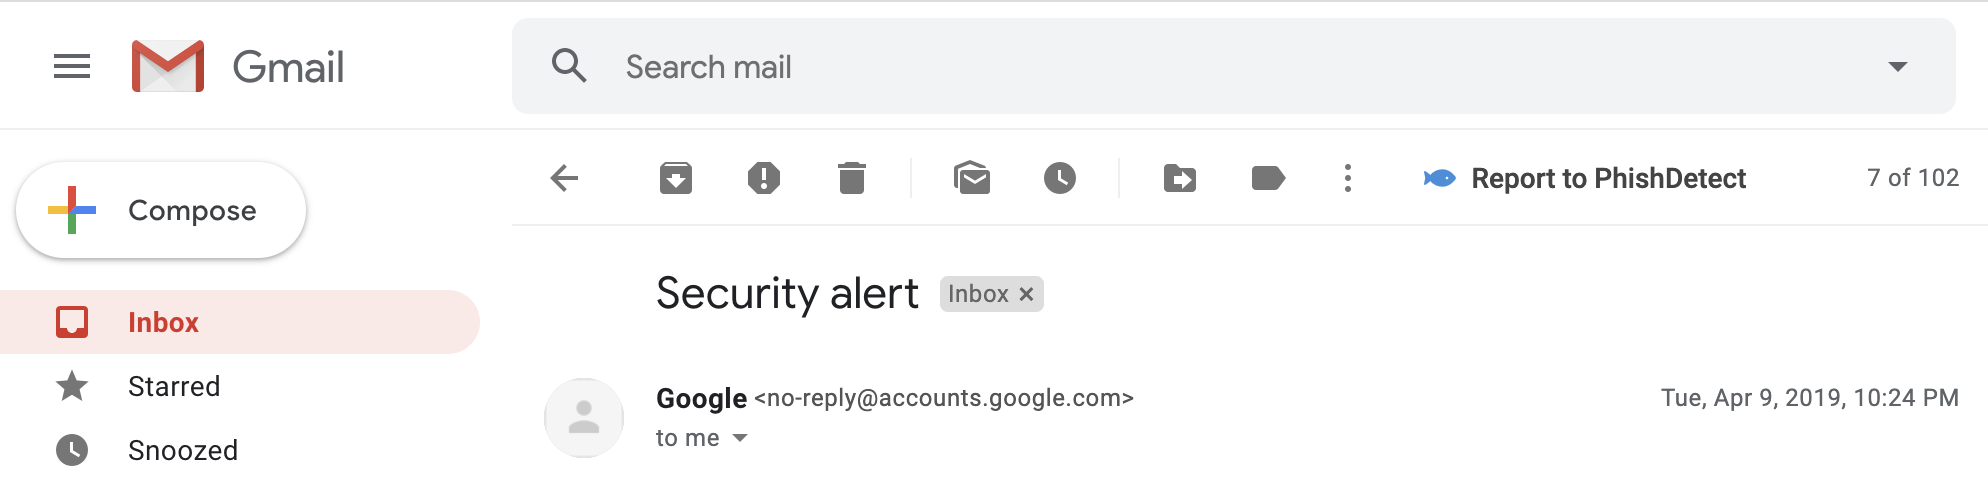 Gmail
Search mail
Compose
Report to PhishDetect
7 of 102
Security alert
Inbox ×
Inbox
Starred
Snoozed
Google <no-reply@accounts.google.com>
Tue, Apr 9, 2019, 10:24 PM
to me